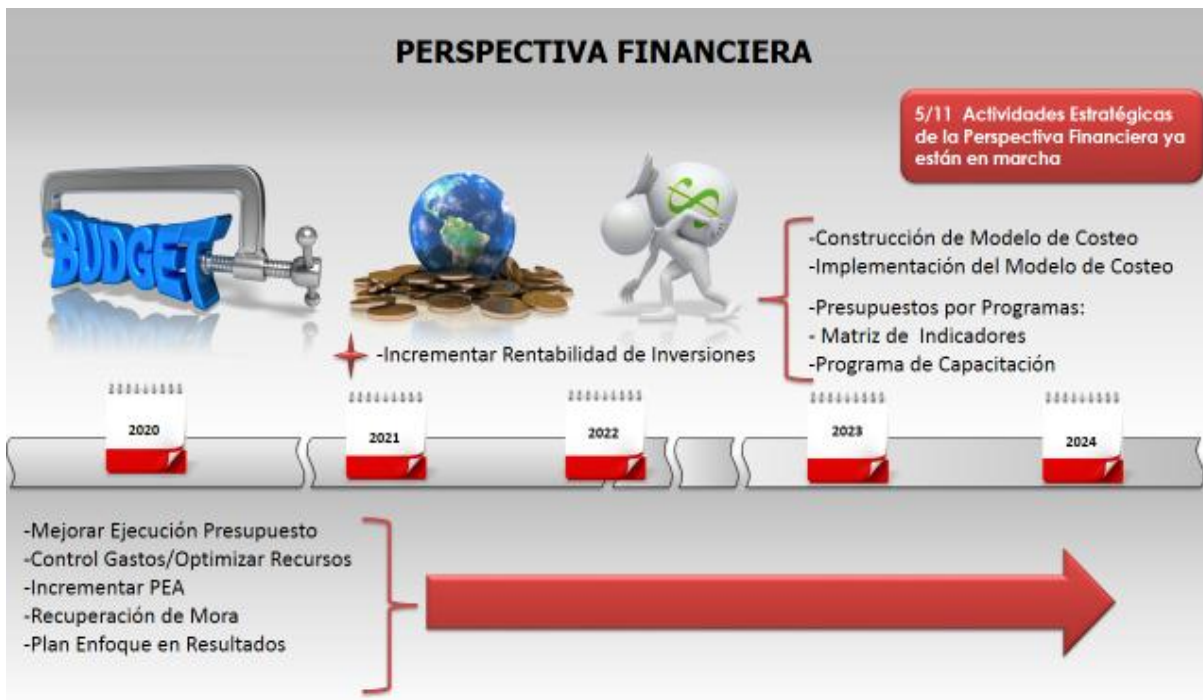 PERSPECTIVA FINANCIERA
5/11 Actividades Estratégicas
de la Perspectiva Financiera ya
están en marcha
BUDGET
$
-Construcción de Modelo de Costeo
-Implementación del Modelo de Costeo
-Presupuestos por Programas:
- Matriz de Indicadores
-Programa de Capacitación
-Incrementar Rentabilidad de Inversiones
2020
2021
2022
2023
2024
-Mejorar Ejecución Presupuesto
-Control Gastos/Optimizar Recursos
-Incrementar PEA
-Recuperación de Mora
-Plan Enfoque en Resultados